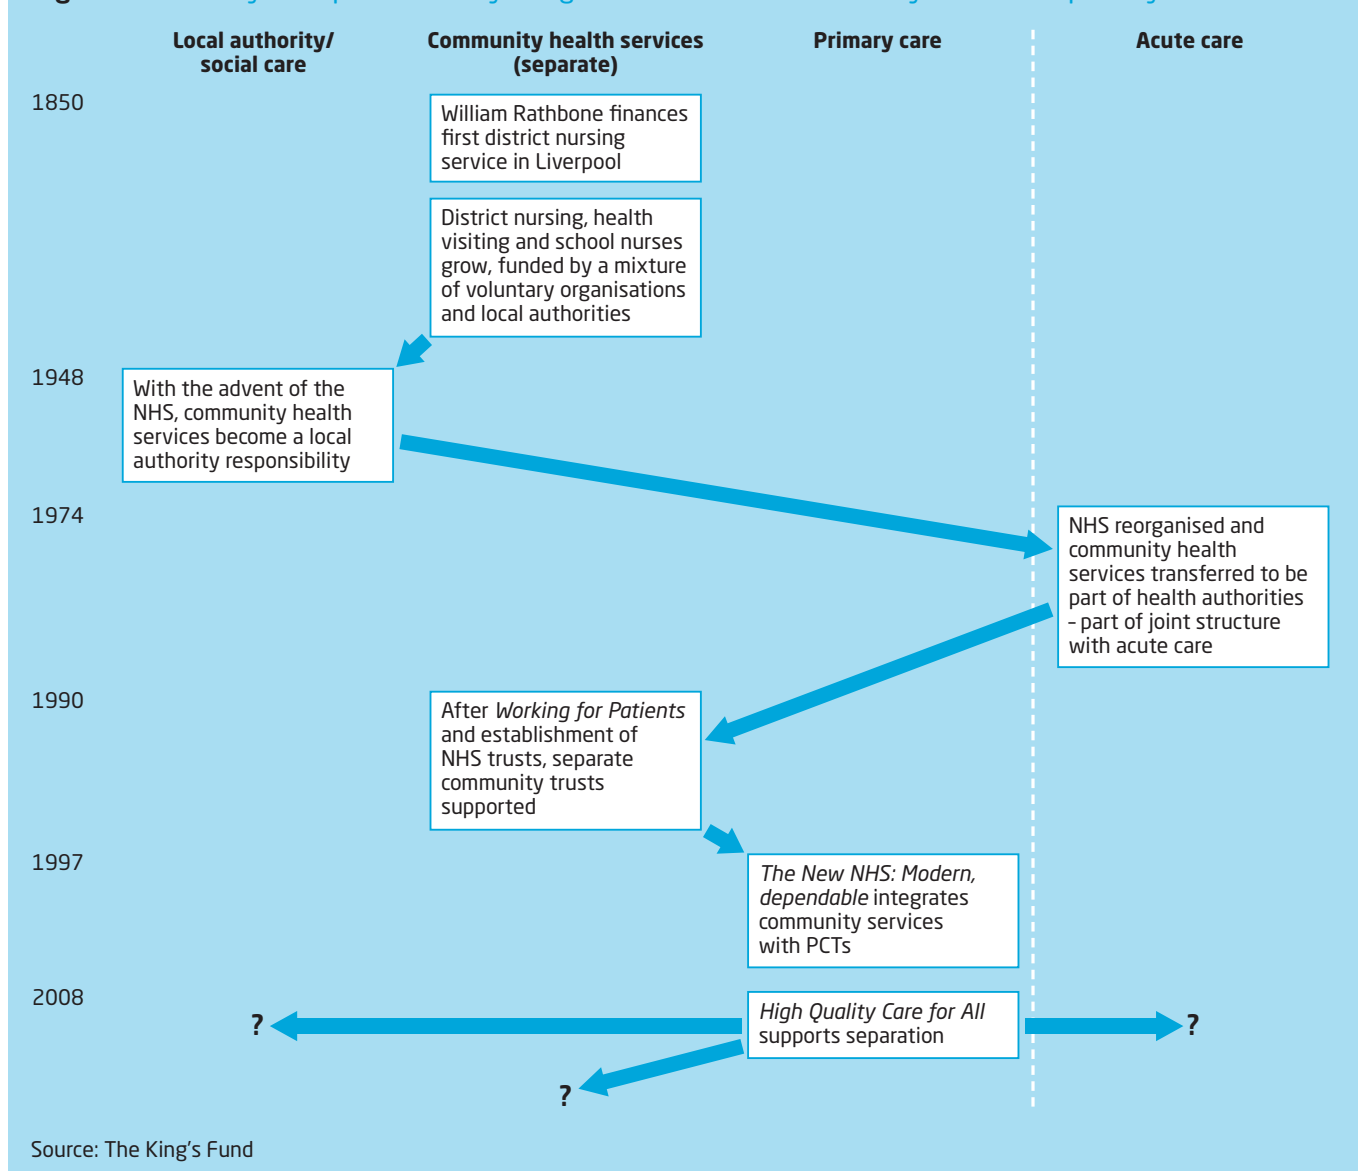 Local authority/
social care
Community health services
(separate)
Primary care
Acute care
1850
William Rathbone finances
first district nursing
service in Liverpool
District nursing, health
visiting and school nurses
grow, funded by a mixture
of voluntary organisations
and local authorities
1948
With the advent of the
NHS, community health
services become a local
authority responsibility
1974
NHS reorganised and
community health
services transferred to be
part of health authorities
– part of joint structure
with acute care
1990
After Working for Patients
and establishment of
NHS trusts, separate
community trusts
supported
1997
The New NHS: Modern,
dependable integrates
community services
with PCTs
2008
High Quality Care for All
supports separation
?
?
?
Source: The King's Fund